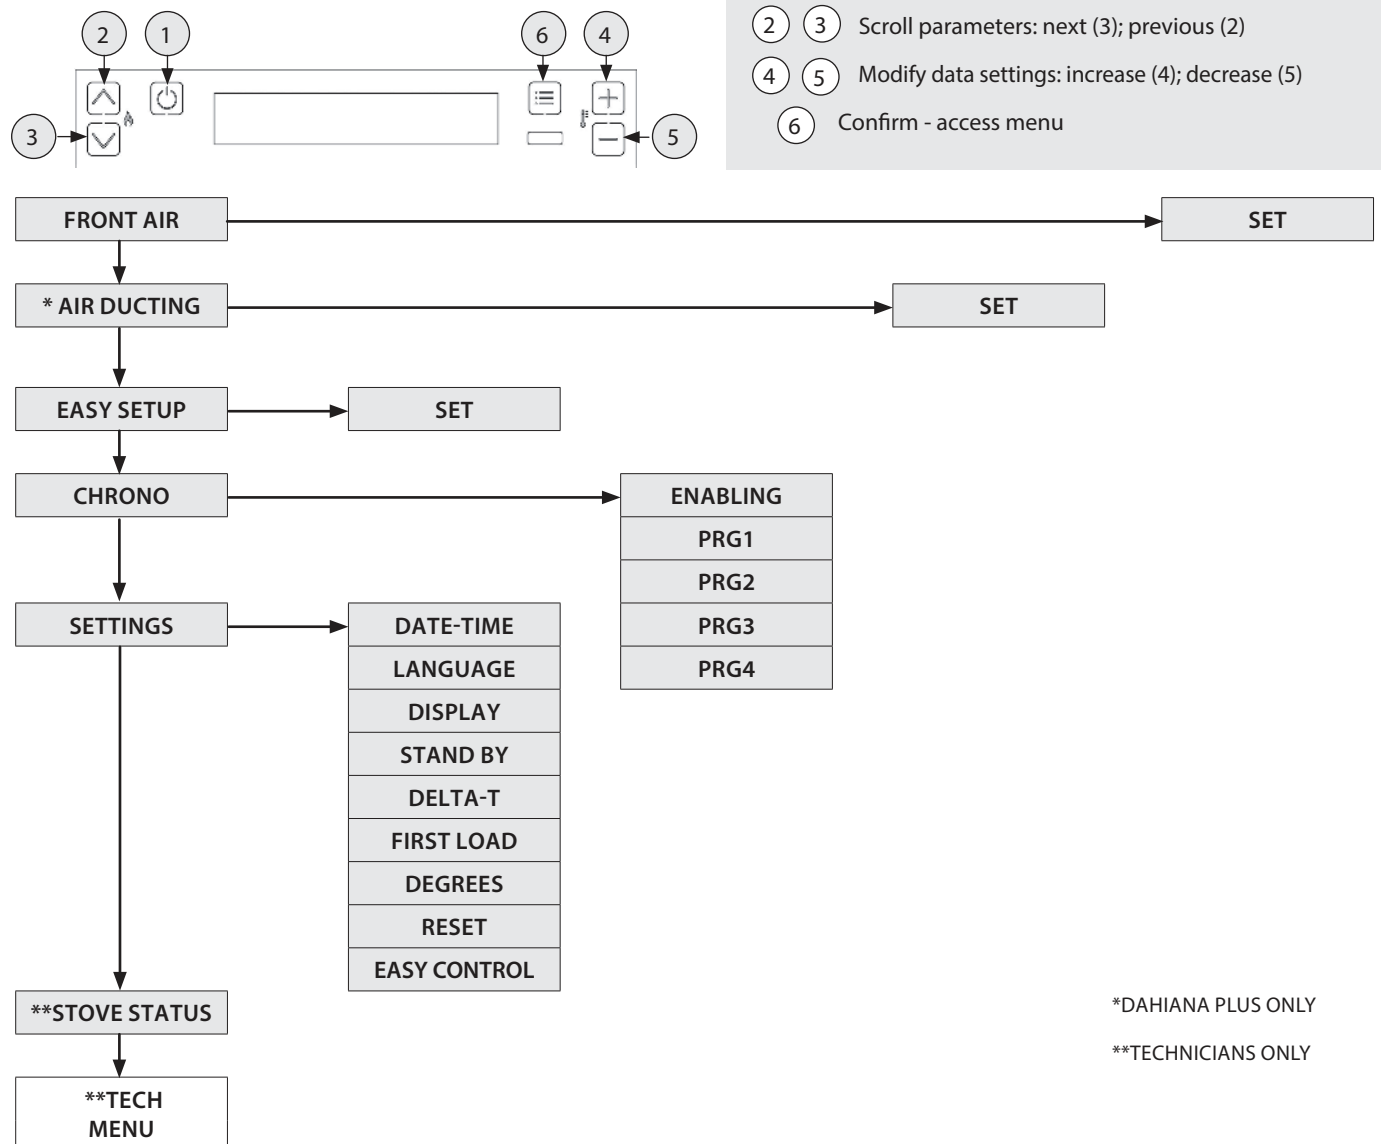 2 1 6 4
3 5
2 3 Scroll parameters: next (3); previous (2)
4 5 Modify data settings: increase (4); decrease (5)
6 Confirm - access menu
FRONT AIR SET
* AIR DUCTING SET
EASY SETUP SET
CHRONO ENABLING
PRG1
PRG2
PRG3
PRG4
SETTINGS DATE-TIME
LANGUAGE
DISPLAY
STAND BY
DELTA-T
FIRST LOAD
DEGREES
RESET
EASY CONTROL
**STOVE STATUS
**TECH
MENU
*DAHIANA PLUS ONLY
**TECHNICIANS ONLY